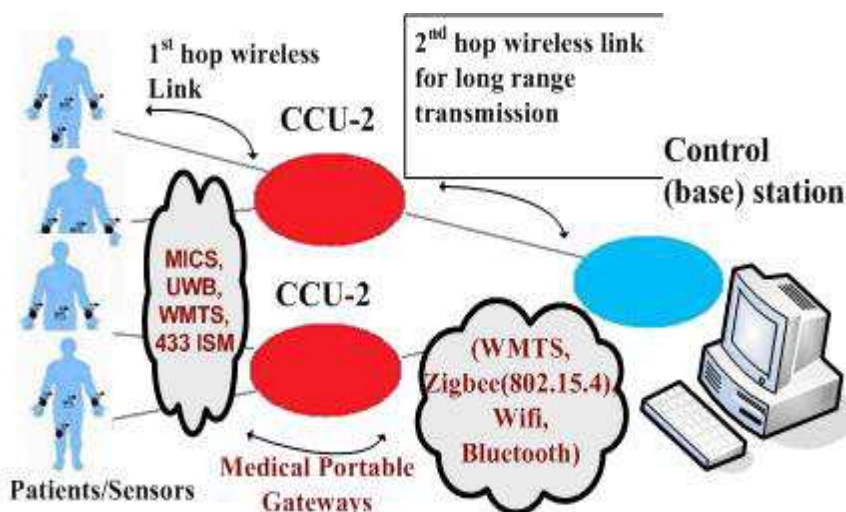 1st hop wireless
Link
2nd hop wireless link
for long range
transmission
CCU-2
Control
(base) station
MICS,
UWB,
WMTS,
433 ISM
CCU-2
(WMTS,
Zigbee(802.15.4),
Wifi,
Bluetooth)
Medical Portable
Gateways
Patients/Sensors